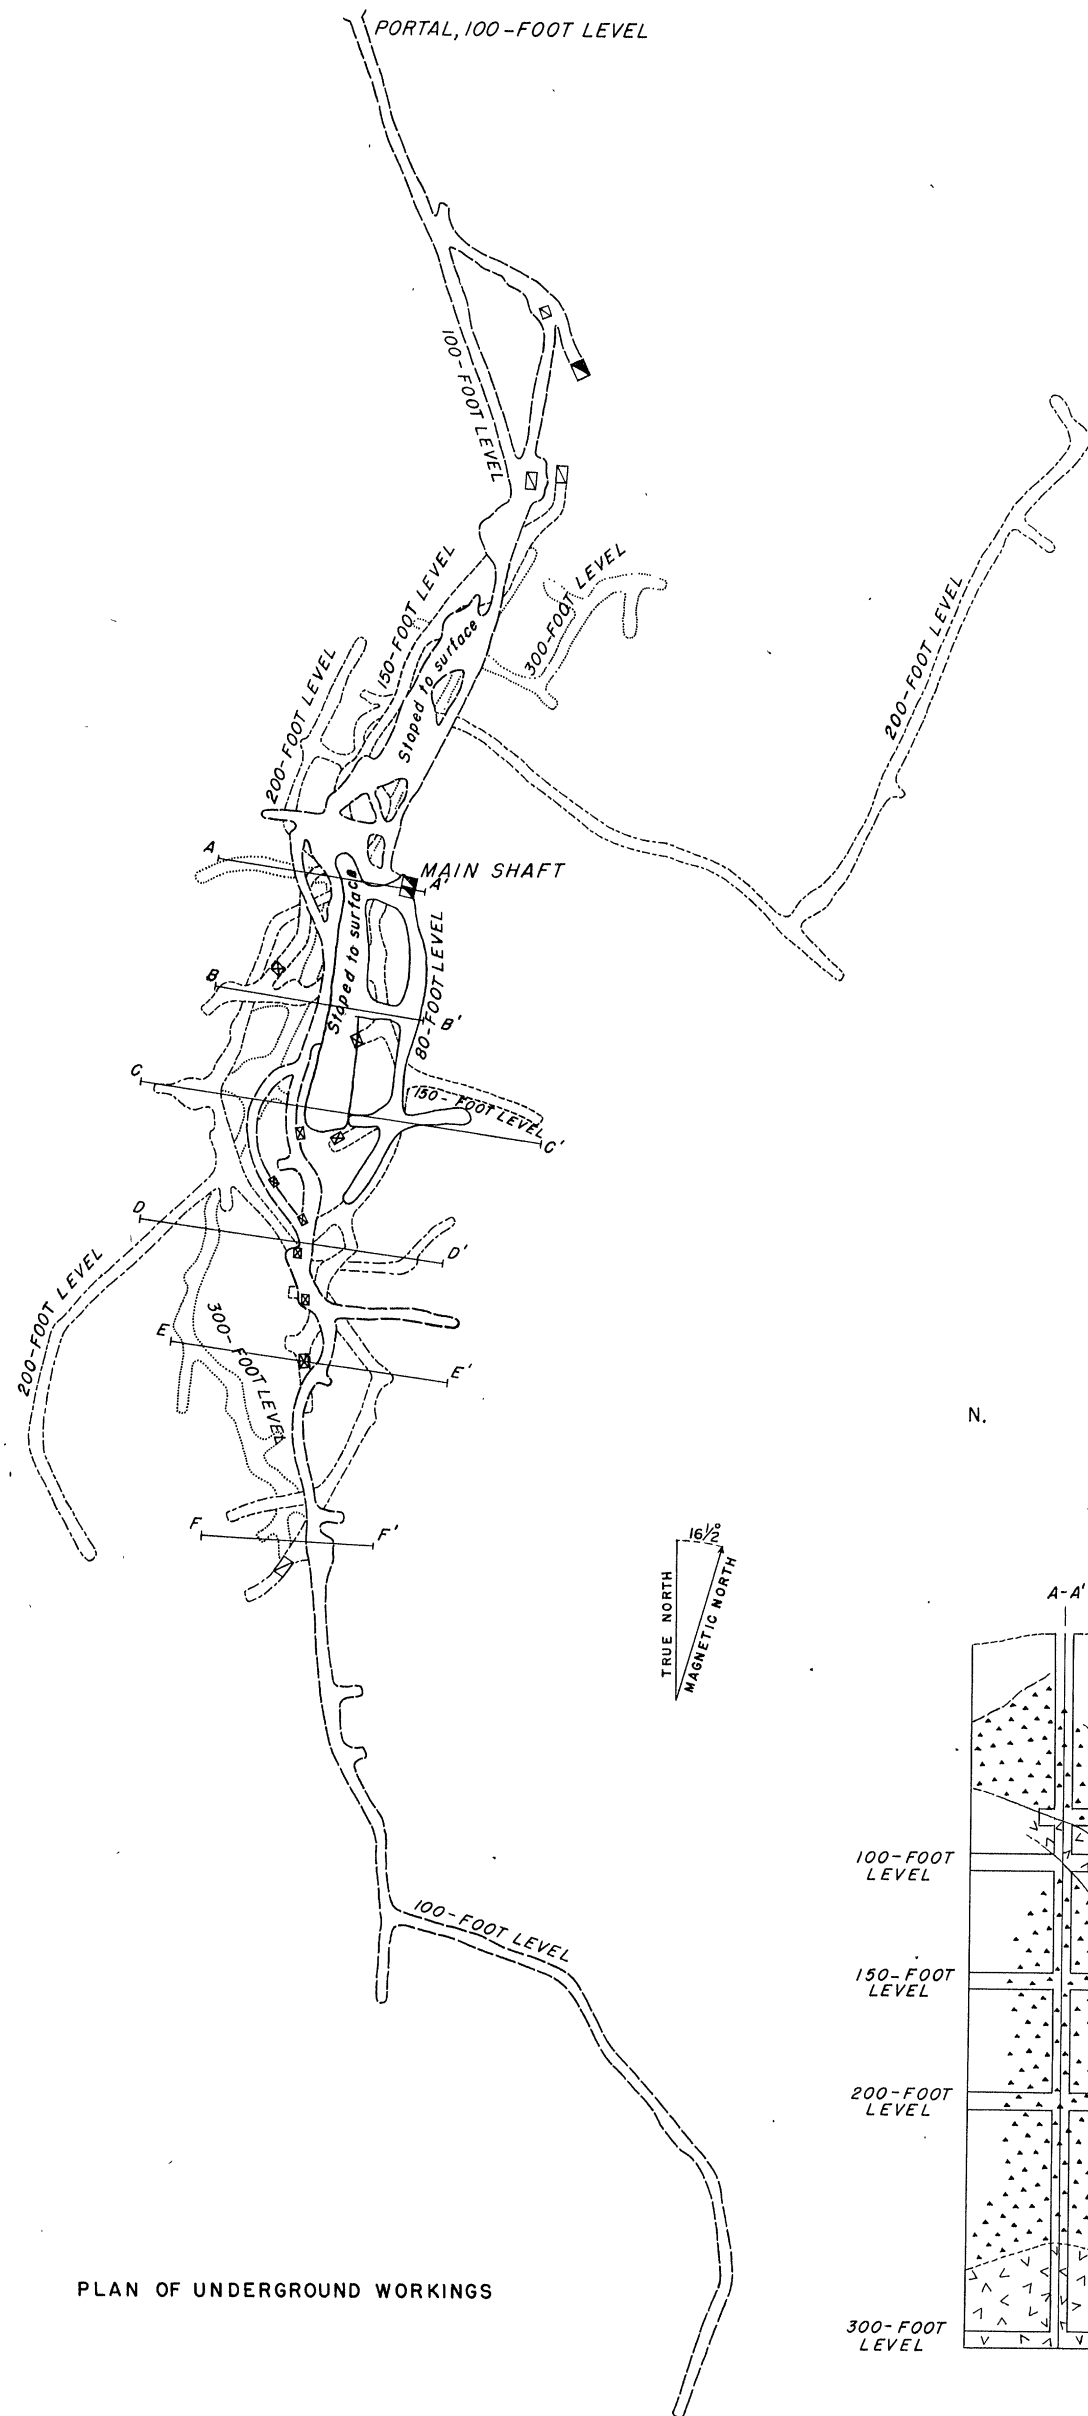 PORTAL, 100-FOOT LEVEL
100-FOOT LEVEL
150-FOOT LEVEL
300-FOOT LEVEL
200-FOOT LEVEL
Stoped to surface
200-FOOT LEVEL
A
MAIN SHAFT
A'
Stoped to surface
80-FOOT LEVEL
B
B'
C
150-FOOT LEVEL
C'
D
D'
200-FOOT LEVEL
300-FOOT LEVEL
E
E'
N.
F
F'
16½°
TRUE NORTH
MAGNETIC NORTH
A-A'
100-FOOT
LEVEL
100-FOOT LEVEL
150-FOOT
LEVEL
200-FOOT
LEVEL
PLAN OF UNDERGROUND WORKINGS
300-FOOT
LEVEL